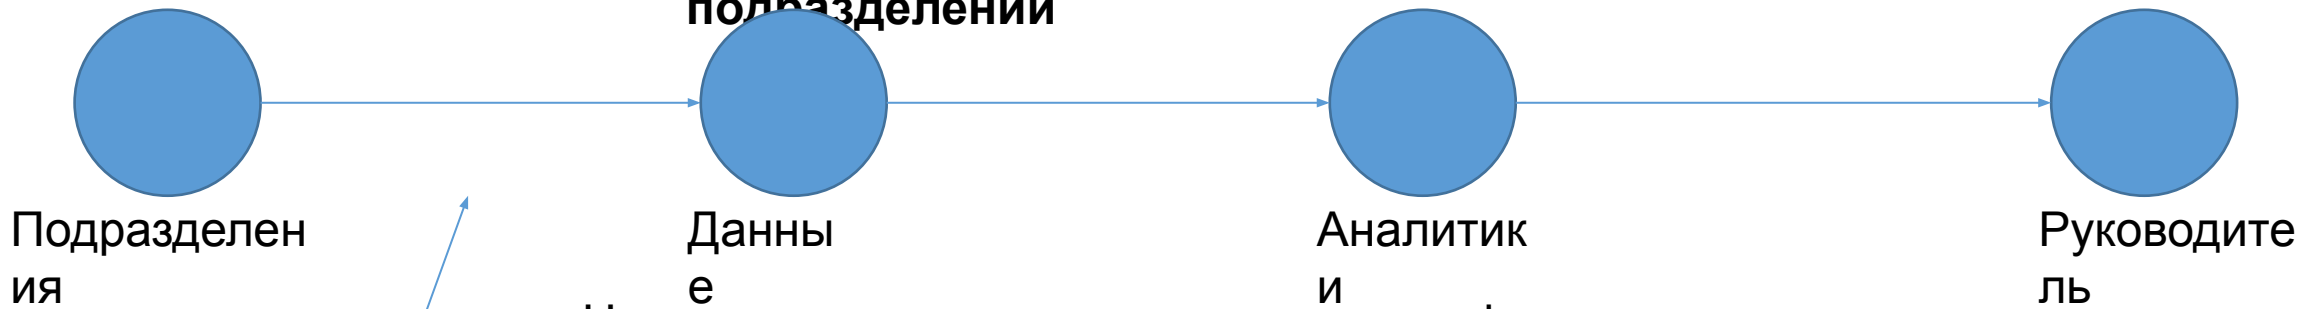 подразделений
Подразделен
ия
Данны
е
Аналитик
и
Руководите
ль